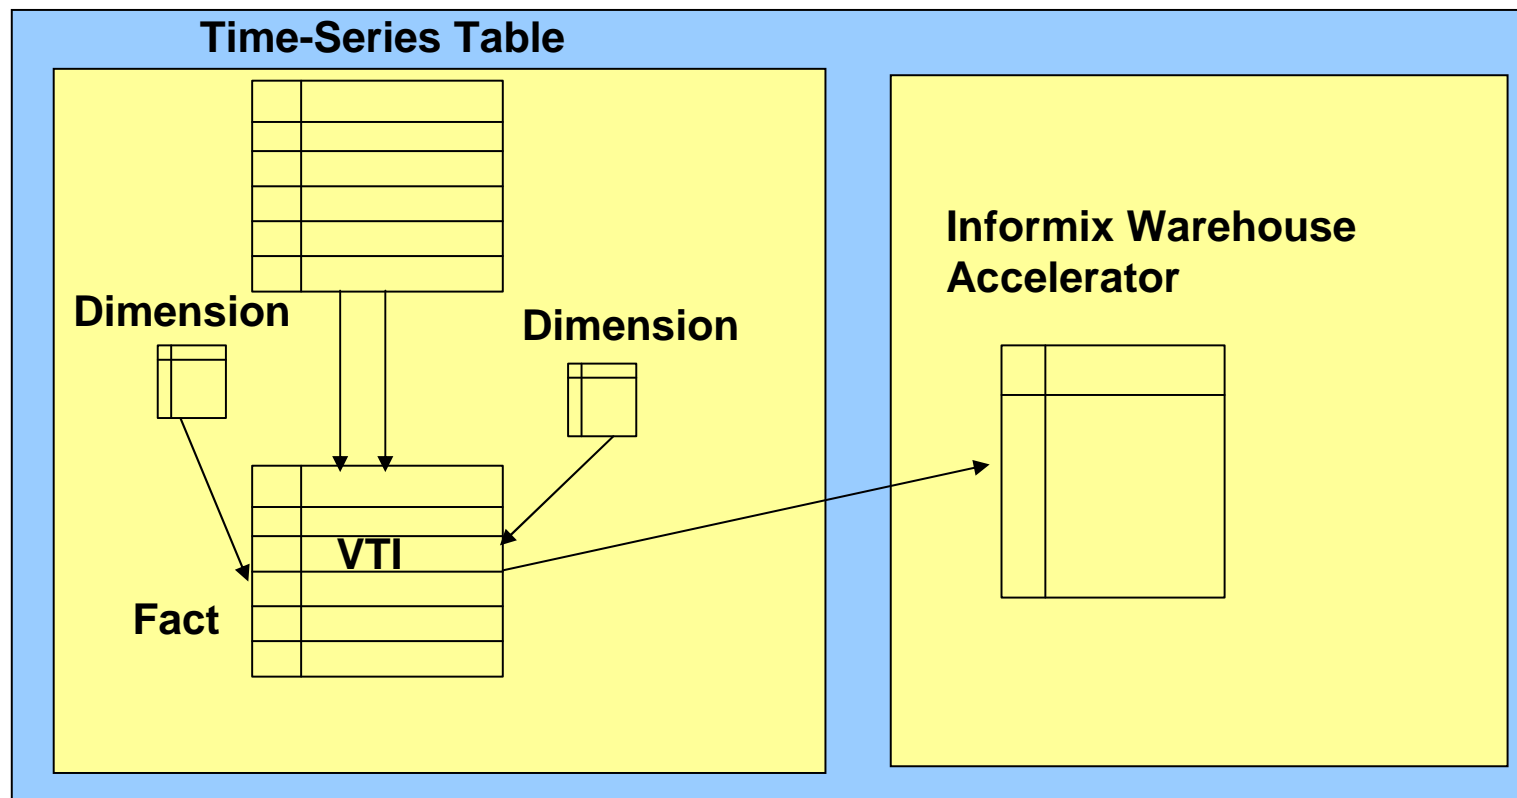 Time-Series Table
Dimension
Dimension
VTI
Fact
Informix Warehouse
Accelerator